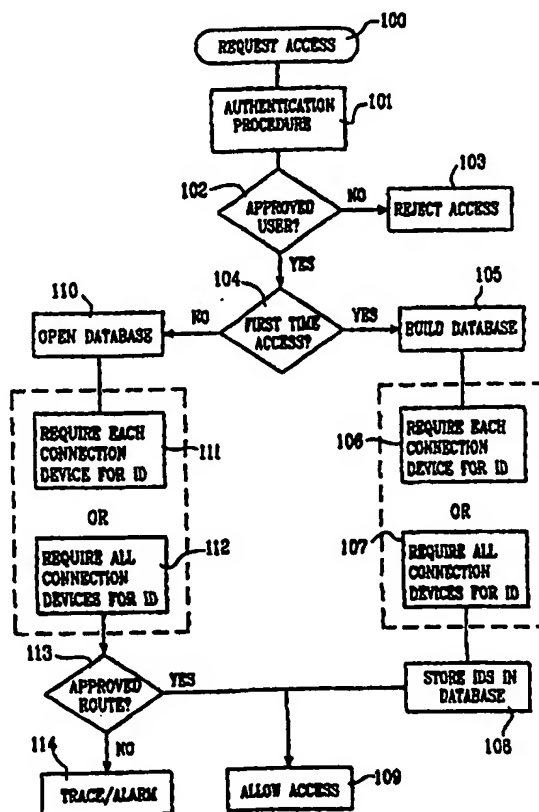 100
REQUEST ACCESS
AUTHENTICATION
PROCEDURE
101
102
APPROVED
USER?
NO
103
REJECT ACCESS
YES
104
FIRST TIME
ACCESS?
NO
YES
110
OPEN DATABASE
105
BUILD DATABASE
REQUIRE EACH
CONNECTION
DEVICE FOR ID
111
OR
REQUIRE ALL
CONNECTION
DEVICES FOR ID
112
106
REQUIRE EACH
CONNECTION
DEVICE FOR ID
OR
107
REQUIRE ALL
CONNECTION
DEVICES FOR ID
113
APPROVED
ROUTE?
YES
NO
STORE IDS IN
DATABASE
108
114
TRACE/ALARM
ALLOW ACCESS
109